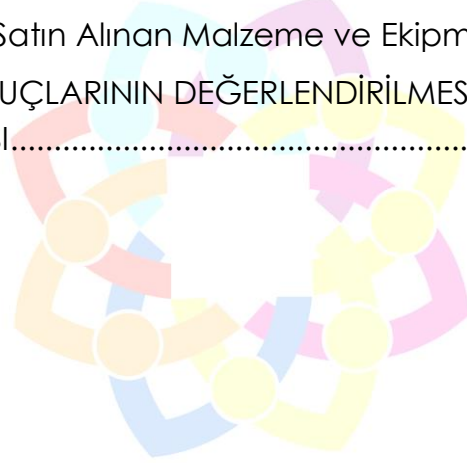 Satın Alınan Malzeme ve Ekipm
UÇLARININ DEĞERLENDİRİLMES
I......................................................